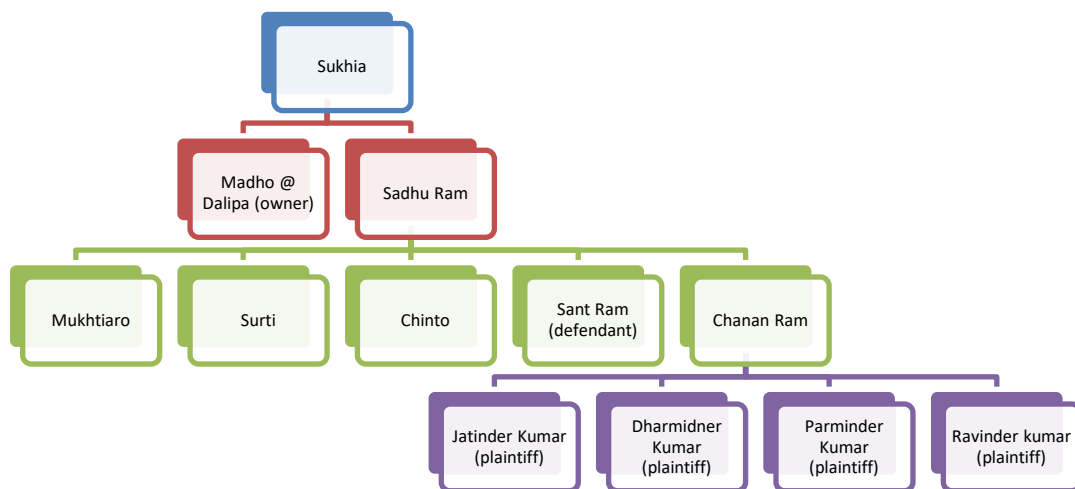 Sukhia
Madho @
Dalipa (owner)
Sadhu Ram
Mukhtiaro
Surti
Chinto
Sant Ram
(defendant)
Chanan Ram
Jatinder Kumar
(plaintiff)
Dharmidner
Kumar
(plaintiff)
Parminder
Kumar
(plaintiff)
Ravinder kumar
(plaintiff)